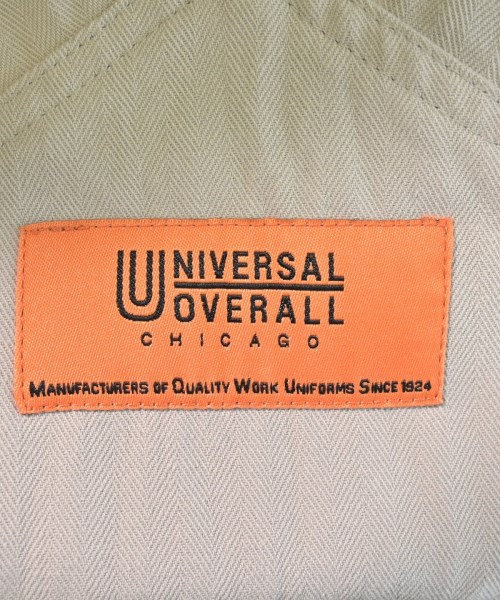 UNIVERSAL
OVERALL
CHICAGO
MANUFACTURERS OF QUALITY WORK UNIFORMS SINCE 1924